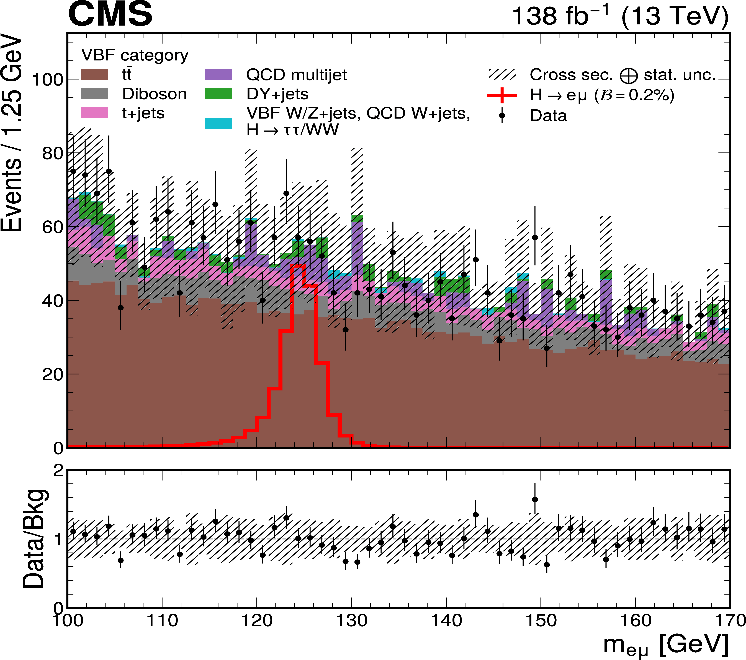 CMS 138 fb⁻¹ (13 TeV)
Events / 1.25 GeV
100
80
60
40
20
0
VBF category
tt̄
Diboson
t+jets
QCD multijet
DY+jets
VBF W/Z+jets, QCD W+jets,
H→ττ/WW
Cross sec. ⊕ stat. unc.
H→eμ (ℬ=0.2%)
Data
Data/Bkg
2
1
0
100 110 120 130 140 150 160 170
m_eμ [GeV]